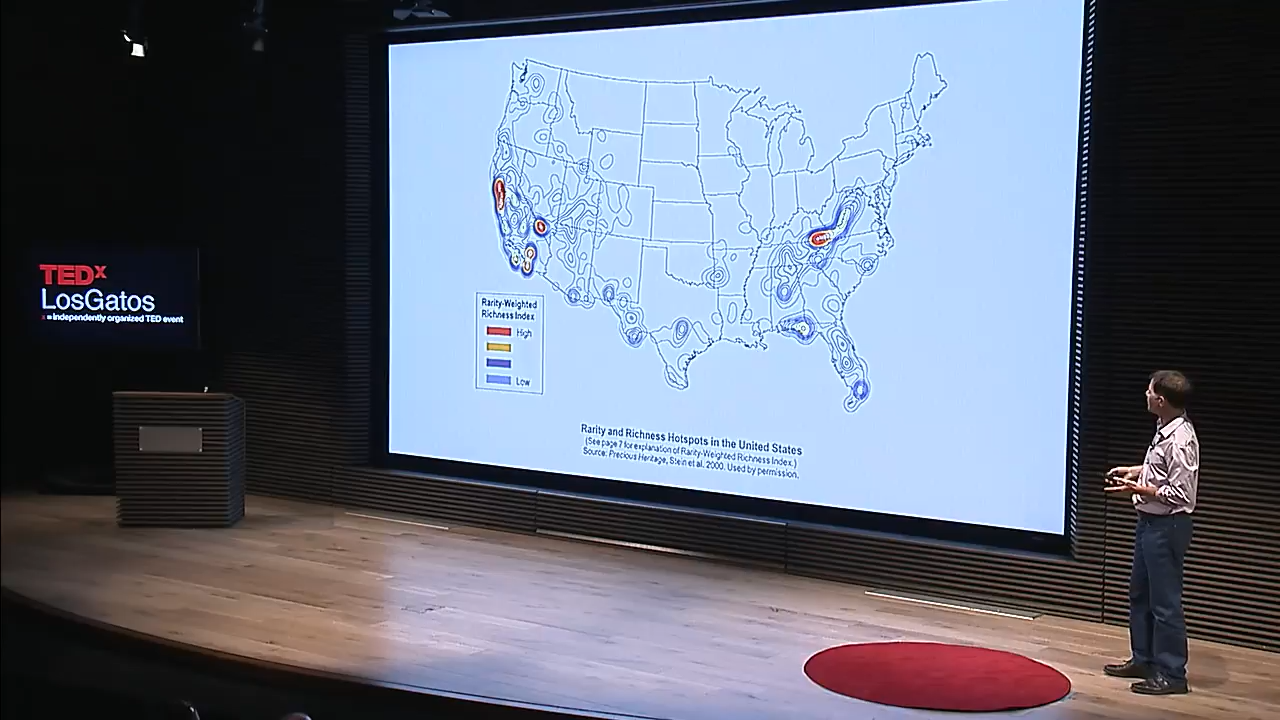 TEDx
LosGatos
x = independently organized TED event
Rarity-Weighted
Richness Index
High
Low
Rarity and Richness Hotspots in the United States
(See page 7 for explanation of Rarity-Weighted Richness Index.)
Source: Precious Heritage, Stein et al, 2000. Used by permission.